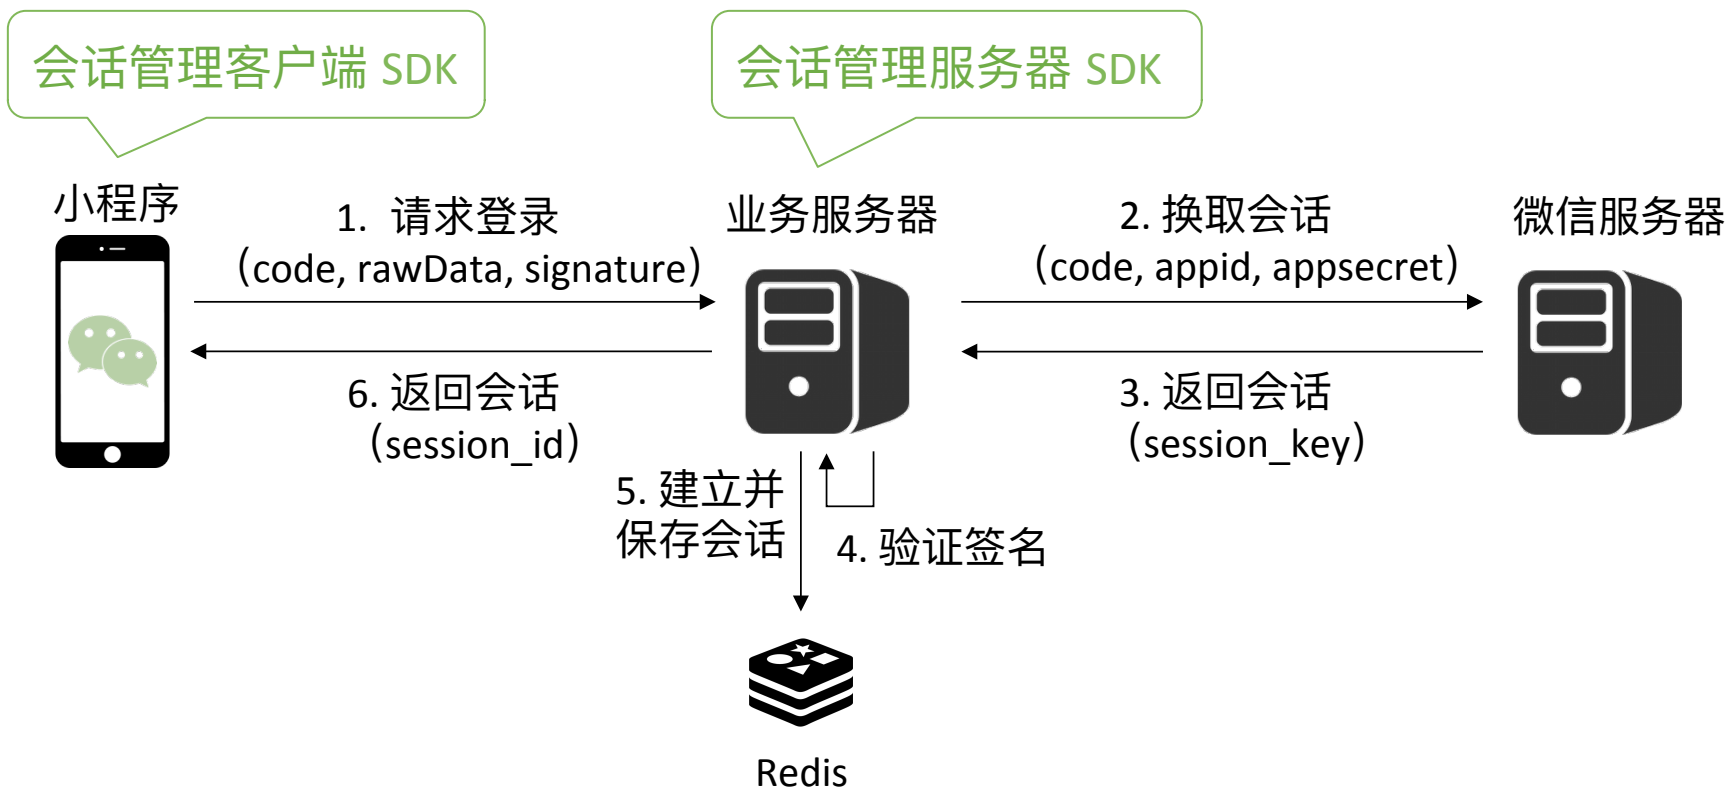 会话管理客户端 SDK
会话管理服务器 SDK
小程序
1. 请求登录
（code, rawData, signature）
业务服务器
2. 换取会话
（code, appid, appsecret）
微信服务器
6. 返回会话
（session_id）
3. 返回会话
（session_key）
5. 建立并
保存会话
4. 验证签名
Redis